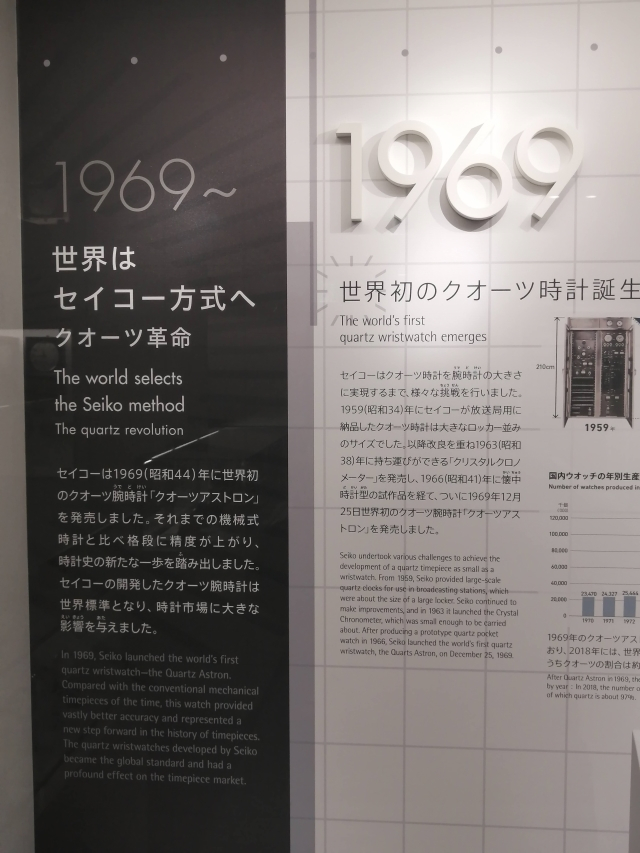 1969~
世界は
セイコー方式へ
クオーツ革命
The world selects
the Seiko method
The quartz revolution
セイコーは1969(昭和44)年に世界初
のクオーツ腕時計「クオーツアストロン」
を発売しました。それまでの機械式
時計と比べ格段に精度が上がり、
時計史の新たな一歩を踏み出しました。
セイコーの開発したクオーツ腕時計は
世界標準となり、時計市場に大きな
影響を与えました。
In 1969, Seiko launched the world's first
quartz wristwatch—the Quartz Astron.
Compared with the conventional mechanical
timepieces of the time, this watch provided
vastly better accuracy and represented a
new step forward in the history of timepieces.
The quartz wristwatches developed by Seiko
became the global standard and had a
profound effect on the timepiece market.
1969
世界初のクオーツ時計誕生
The world's first
quartz wristwatch emerges
セイコーはクオーツ時計を腕時計の大きさ
に実現するまで、様々な挑戦を行いました。
1959(昭和34)年にセイコーが放送局用に
納品したクオーツ時計は大きなロッカー並み
のサイズでした。以降改良を重ね1963(昭和
38)年に持ち運びができる「クリスタルクロノ
メーター」を発売し、1966(昭和41)年に懐中
時計型の試作品を経て、ついに1969年12月
25日世界初のクオーツ腕時計「クオーツアス
トロン」を発売しました。
Seiko undertook various challenges to achieve the
development of a quartz timepiece as small as a
wristwatch. From 1959, Seiko provided large-scale
quartz clocks for use in broadcasting stations, which
were about the size of a large locker. Seiko continued to
make improvements, and in 1963 it launched the Crystal
Chronometer, which was small enough to be carried
about. After producing a prototype quartz pocket
watch in 1966, Seiko launched the world's first quartz
wristwatch, the Quarts Astron, on December 25, 1969.
210cm
1959年
国内ウオッチの年別生産
Number of watches produced in
120,000
100,000
80,000
60,000
40,000
20,000
0
23,470 24,327 25,444
1970 1971 1972
1969年のクオーツアス
おり、2018年には、世界
うちクオーツの割合は約
After Quartz Astron in 1969, the
by year. In 2018, the number o
of which quartz is about 97%.